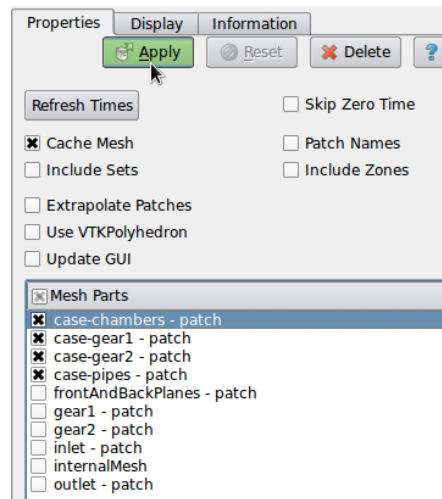 Properties Display Information
Apply Reset Delete ?
Refresh Times Skip Zero Time
Cache Mesh Patch Names
Include Sets Include Zones
Extrapolate Patches
Use VTKPolyhedron
Update GUI
Mesh Parts
case-chambers - patch
case-gear1 - patch
case-gear2 - patch
case-pipes - patch
frontAndBackPlanes - patch
gear1 - patch
gear2 - patch
inlet - patch
internalMesh
outlet - patch